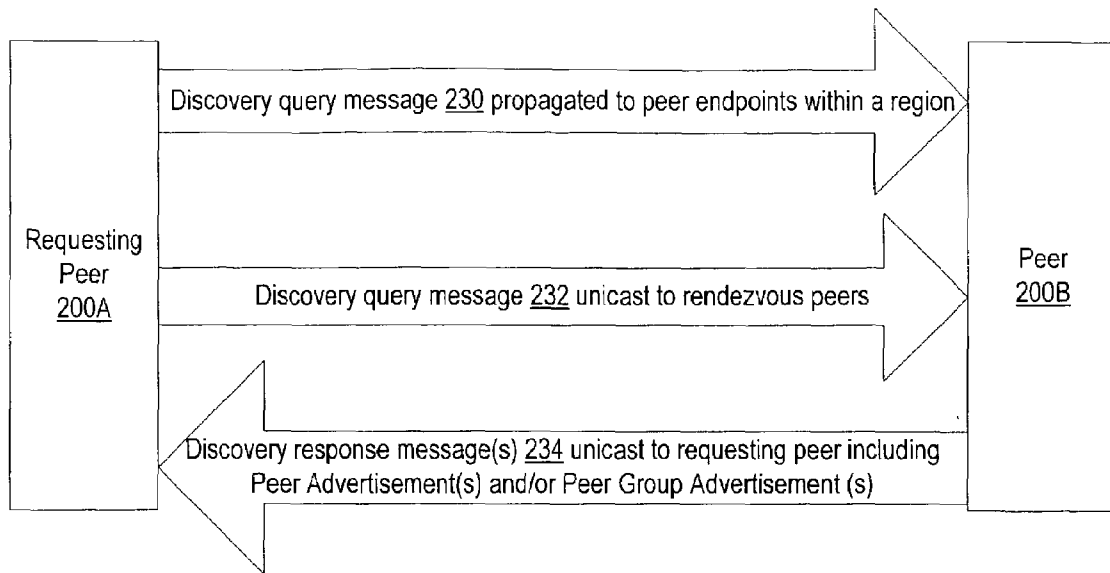 Discovery query message 230 propagated to peer endpoints within a region
Requesting
Peer
200A
Peer
200B
Discovery query message 232 unicast to rendezvous peers
Discovery response message(s) 234 unicast to requesting peer including
Peer Advertisement(s) and/or Peer Group Advertisement (s)